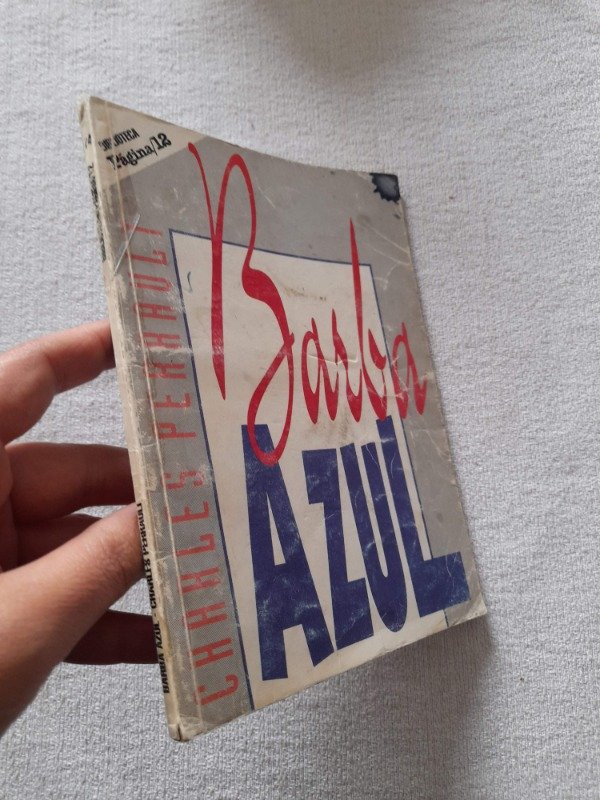 BIBLIOTECA
Página/12
CHARLES PERRAULT
Barba
AZUL
BARBA AZUL - CHARLES PERRAULT